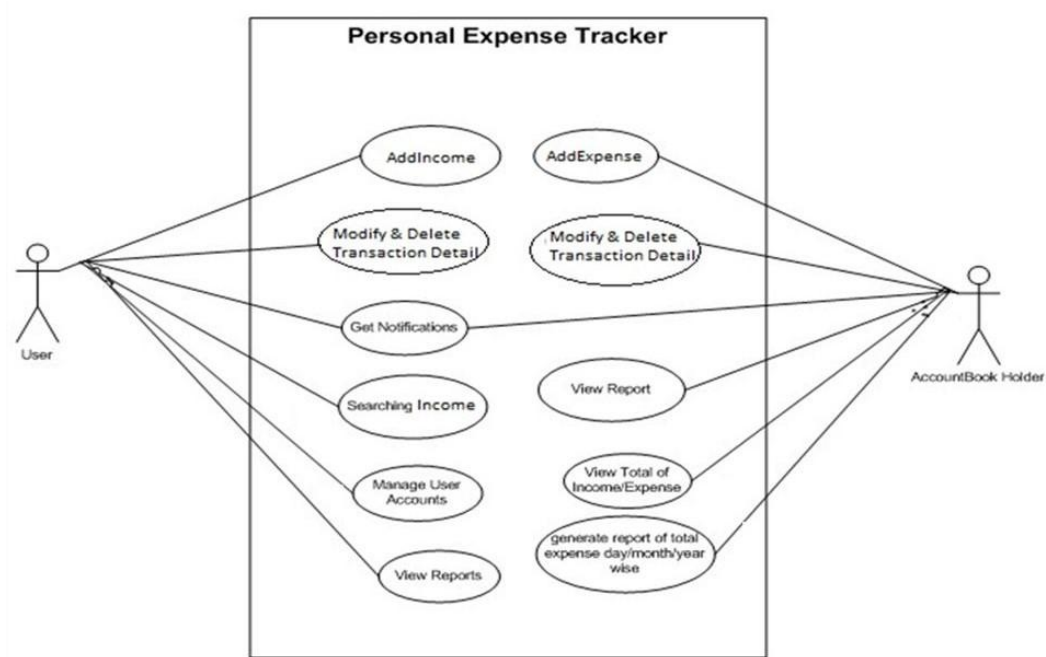 Personal Expense Tracker
AddIncome
AddExpense
Modify & Delete
Transaction Detail
Modify & Delete
Transaction Detail
Get Notifications
User
View Report
AccountBook Holder
Searching Income
Manage User
Accounts
View Total of
Income/Expense
generate report of total
expense day/month/year
wise
View Reports